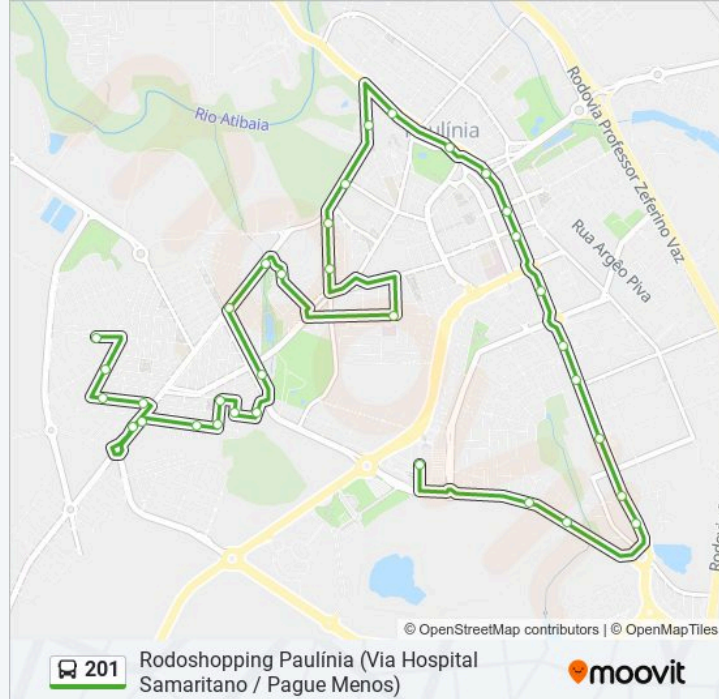 Rio Atibaia
Paulínia
Rodovia Professor Zeferino Vaz
Rua Argêo Piva
© OpenStreetMap contributors | © OpenMapTiles
201
Rodoshopping Paulínia (Via Hospital
Samaritano / Pague Menos)
moovit